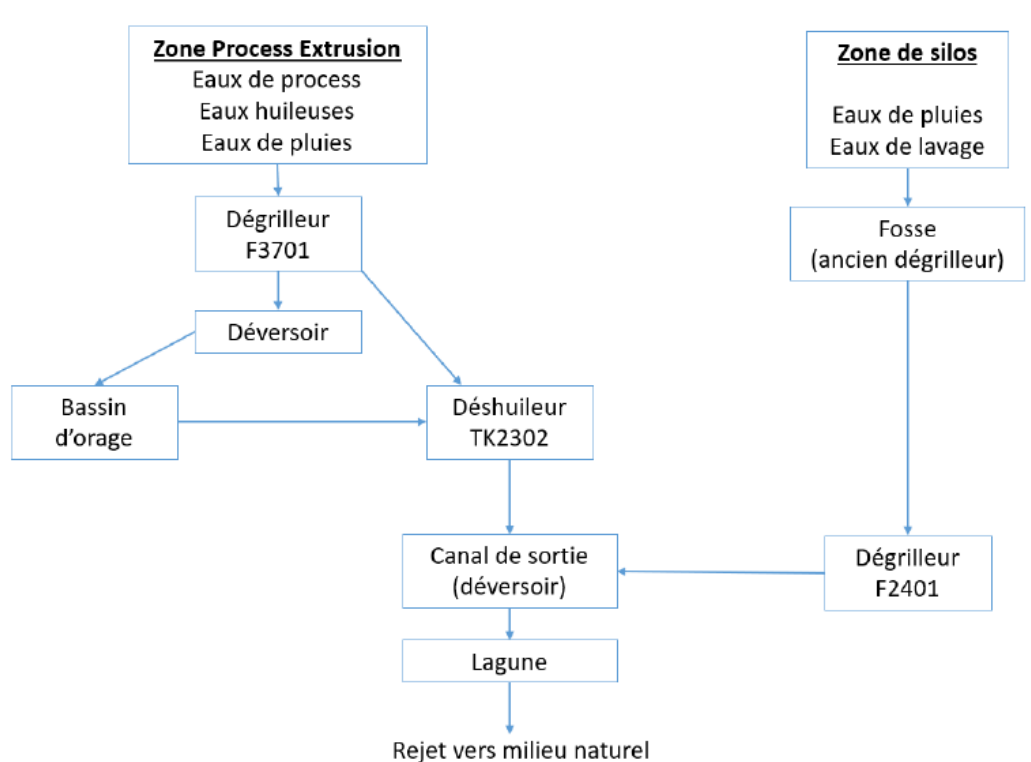 Zone Process Extrusion
Eaux de process
Eaux huileuses
Eaux de pluies
Zone de silos
Eaux de pluies
Eaux de lavage
Dégrilleur
F3701
Fosse
(ancien dégrilleur)
Déversoir
Bassin
d’orage
Déshuileur
TK2302
Canal de sortie
(déversoir)
Dégrilleur
F2401
Lagune
Rejet vers milieu naturel